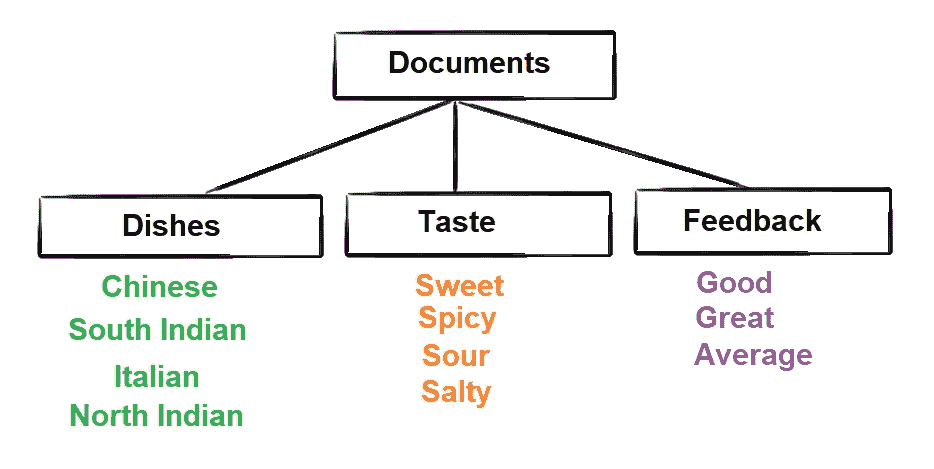 Documents
Dishes
Chinese
South Indian
Italian
North Indian
Taste
Sweet
Spicy
Sour
Salty
Feedback
Good
Great
Average